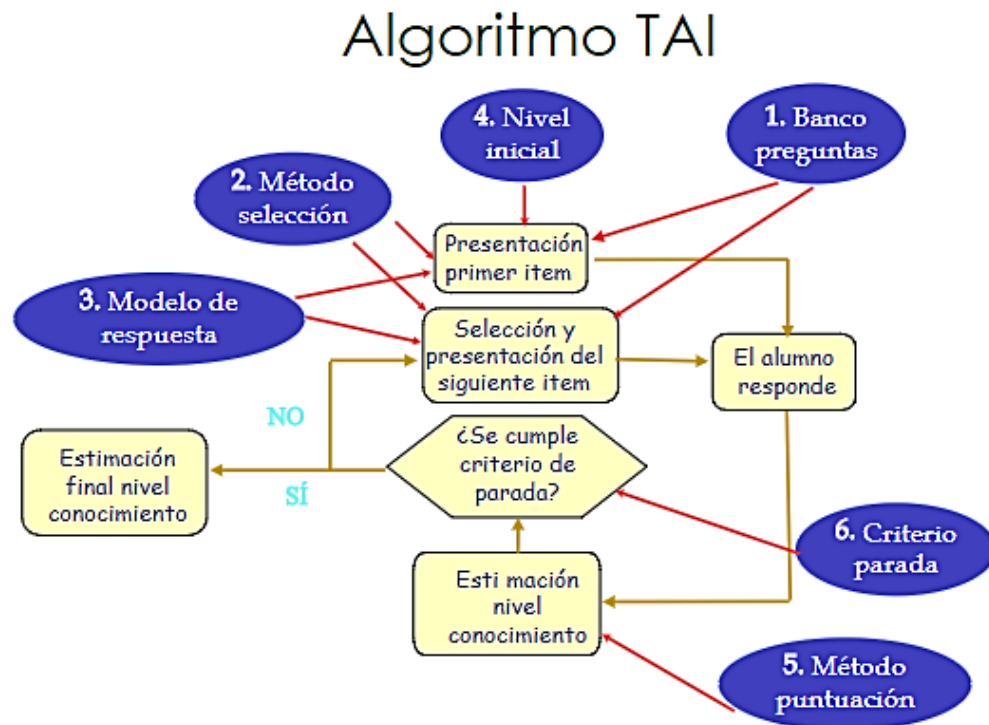 Algoritmo TAI
4. Nivel
inicial
1. Banco
preguntas
2. Método
selección
Presentación
primer item
3. Modelo de
respuesta
Selección y
presentación del
siguiente item
El alumno
responde
NO
¿Se cumple
criterio de
parada?
Estimación
final nivel
conocimiento
SÍ
6. Criterio
parada
Esti mación
nivel
conocimiento
5. Método
puntuación